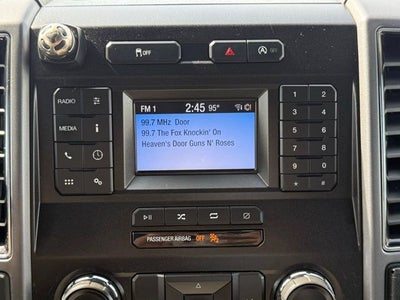 OFF
OFF
FM 1 2:45 95°
99.7 MHz Door
99.7 The Fox Knockin' On
Heaven's Door Guns N' Roses
RADIO
MEDIA
i
1 2
3 4
5 6
7 8
9 0
* #
PASSENGER AIRBAG OFF